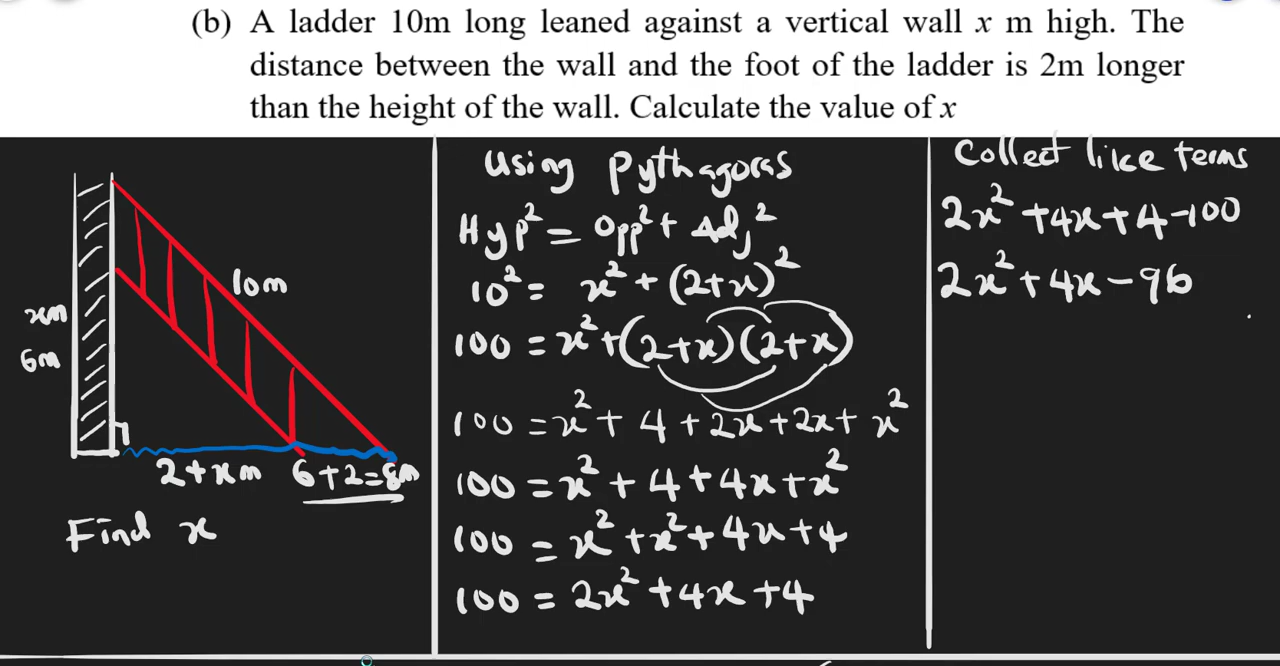 (b) A ladder 10m long leaned against a vertical wall x m high. The
distance between the wall and the foot of the ladder is 2m longer
than the height of the wall. Calculate the value of x
10m
xm
6m
2+xm 6+2=8m
Find x
Using Pythagoras
Hyp² = Opp² + Adj²
10² = x² + (2+x)²
100 = x² + (2+x)(2+x)
100 = x² + 4 + 2x + 2x + x²
100 = x² + 4 + 4x + x²
100 = x² + x² + 4x + 4
100 = 2x² + 4x + 4
Collect like terms
2x² + 4x + 4 - 100
2x² + 4x - 96